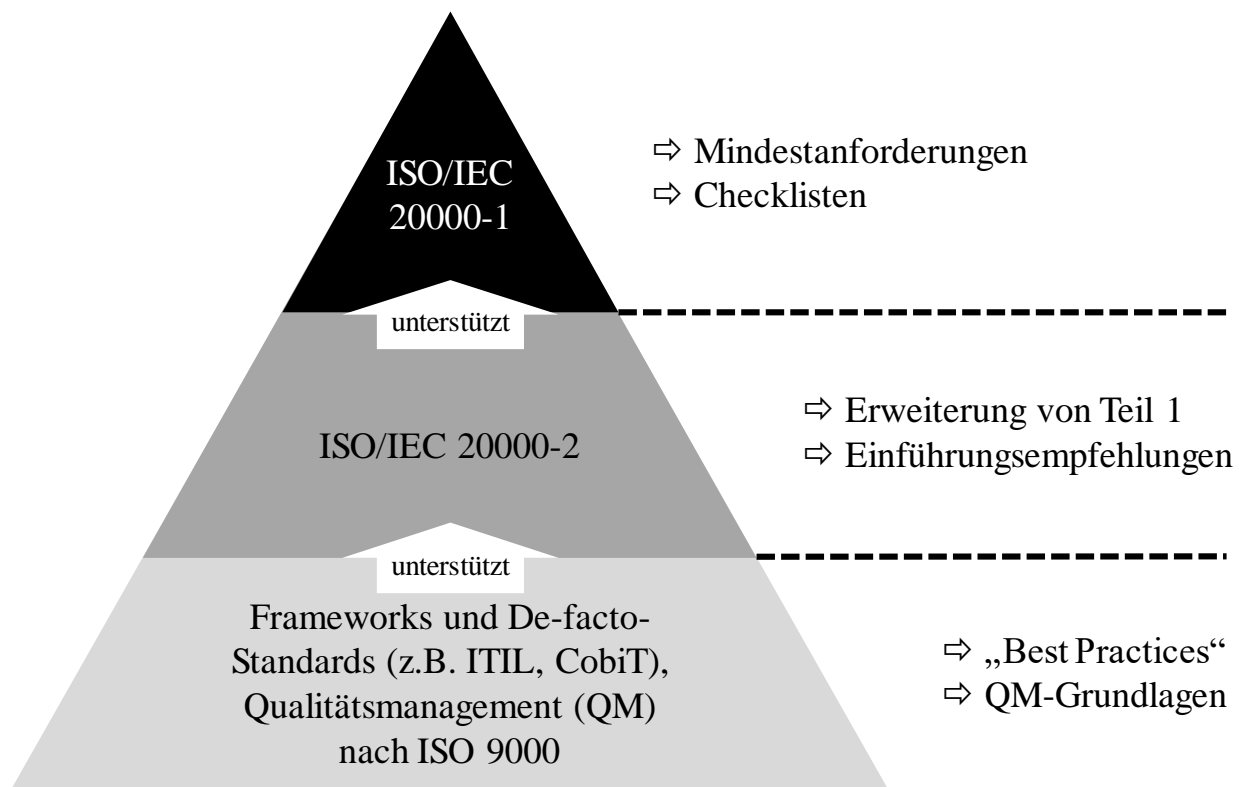 ISO/IEC
20000-1
⇨ Mindestanforderungen
⇨ Checklisten
unterstützt
ISO/IEC 20000-2
⇨ Erweiterung von Teil 1
⇨ Einführungsempfehlungen
unterstützt
Frameworks und De-facto-
Standards (z.B. ITIL, CobiT),
Qualitätsmanagement (QM)
nach ISO 9000
⇨ „Best Practices“
⇨ QM-Grundlagen